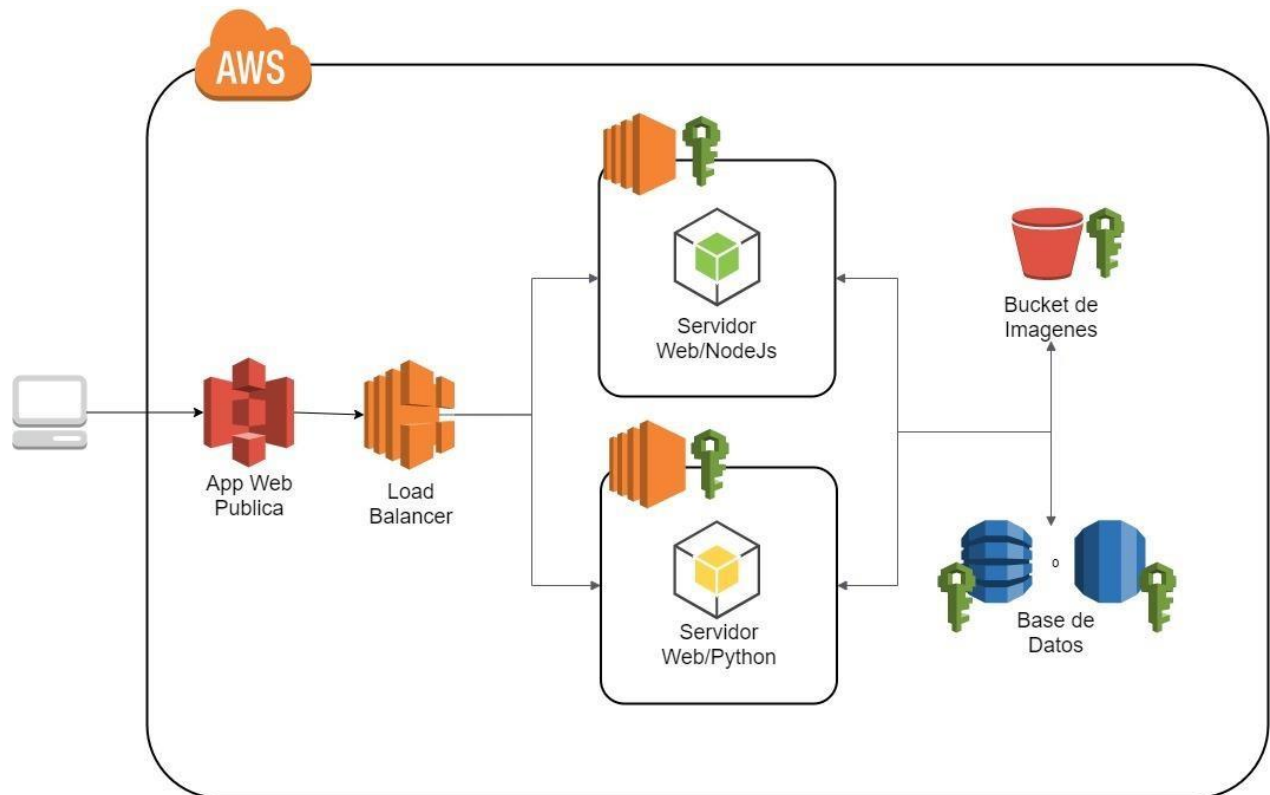 AWS
App Web
Publica
Load
Balancer
Servidor
Web/NodeJs
Servidor
Web/Python
Bucket de
Imagenes
o
Base de
Datos